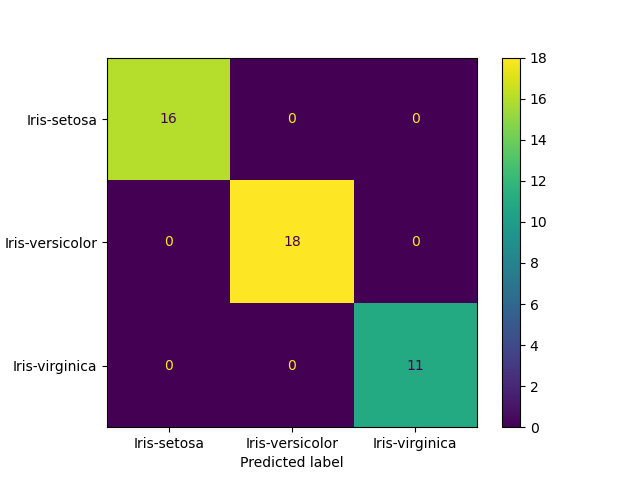 Iris-setosa 16 0 0
Iris-versicolor 0 18 0
Iris-virginica 0 0 11
Iris-setosa Iris-versicolor Iris-virginica
Predicted label
18
16
14
12
10
8
6
4
2
0